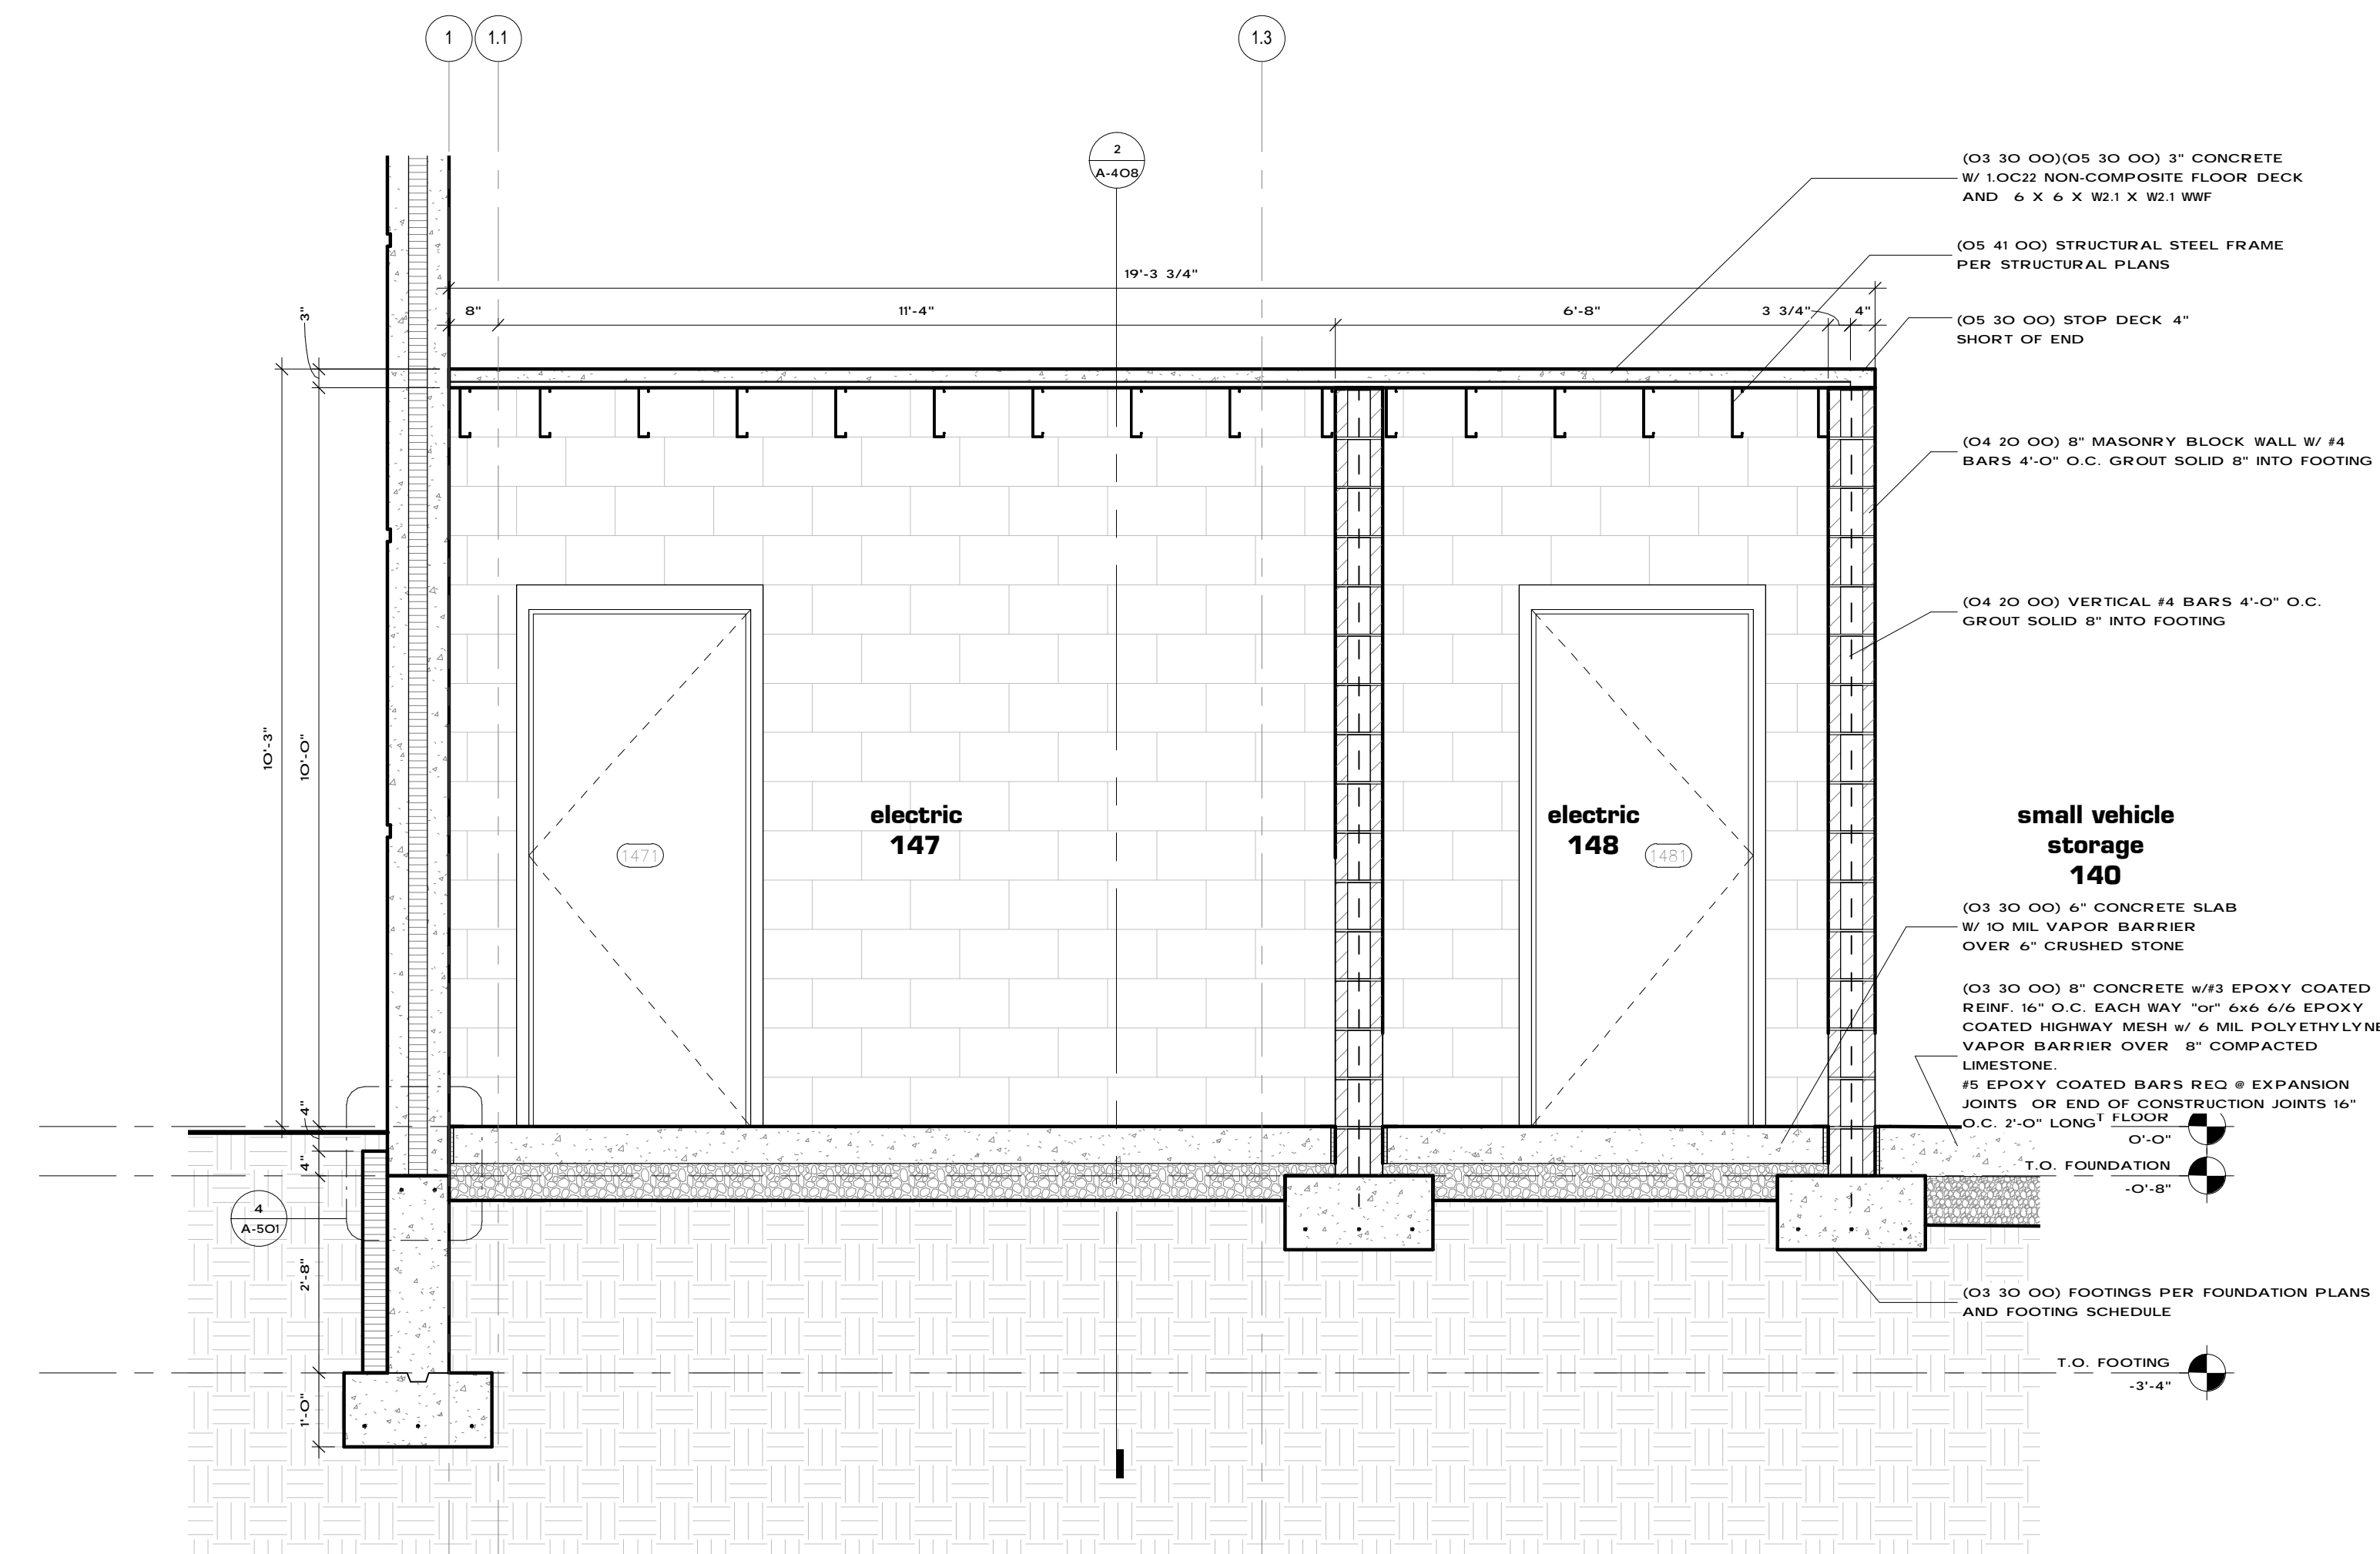 1
1.1
1.3
2
A-408
(03 30 00)(05 30 00) 3" CONCRETE
W/ 1.0C22 NON-COMPOSITE FLOOR DECK
AND 6 X 6 X W2.1 X W2.1 WWF
(05 41 00) STRUCTURAL STEEL FRAME
PER STRUCTURAL PLANS
19'-3 3/4"
8"
11'-4"
6'-8"
3 3/4"
4"
3"
(05 30 00) STOP DECK 4"
SHORT OF END
(04 20 00) 8" MASONRY BLOCK WALL W/ #4
BARS 4'-0" O.C. GROUT SOLID 8" INTO FOOTING
(04 20 00) VERTICAL #4 BARS 4'-0" O.C.
GROUT SOLID 8" INTO FOOTING
10'-3"
10'-0"
electric
147
1471
electric
148
1481
small vehicle
storage
140
(03 30 00) 6" CONCRETE SLAB
W/ 10 MIL VAPOR BARRIER
OVER 6" CRUSHED STONE
(03 30 00) 8" CONCRETE w/#3 EPOXY COATED
REINF. 16" O.C. EACH WAY "or" 6x6 6/6 EPOXY
COATED HIGHWAY MESH w/ 6 MIL POLYETHYLYNE
VAPOR BARRIER OVER 8" COMPACTED
LIMESTONE.
#5 EPOXY COATED BARS REQ @ EXPANSION
JOINTS OR END OF CONSTRUCTION JOINTS 16"
O.C. 2'-0" LONG
T FLOOR
0'-0"
T.O. FOUNDATION
-0'-8"
4"
4"
4
A-501
2'-8"
(03 30 00) FOOTINGS PER FOUNDATION PLANS
AND FOOTING SCHEDULE
T.O. FOOTING
-3'-4"
1'-0"